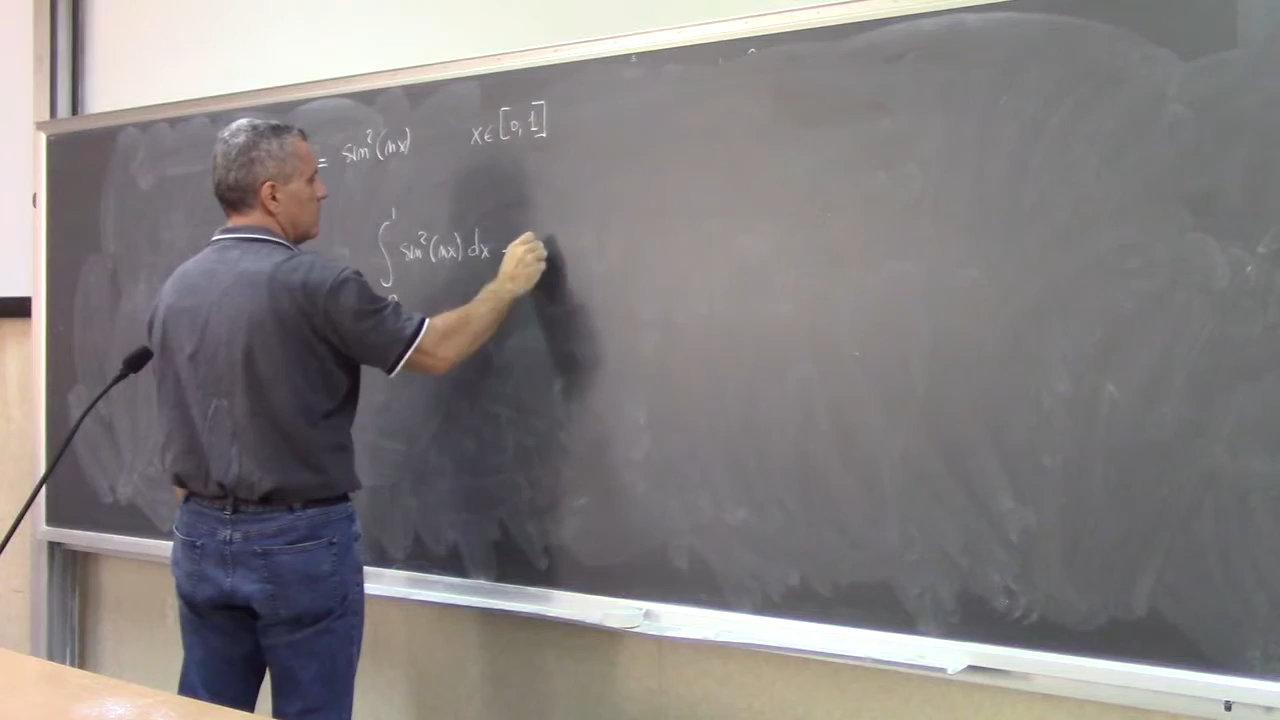 = sin²(nx) x ∈ [0, 1]
∫₀¹ sin²(nx) dx